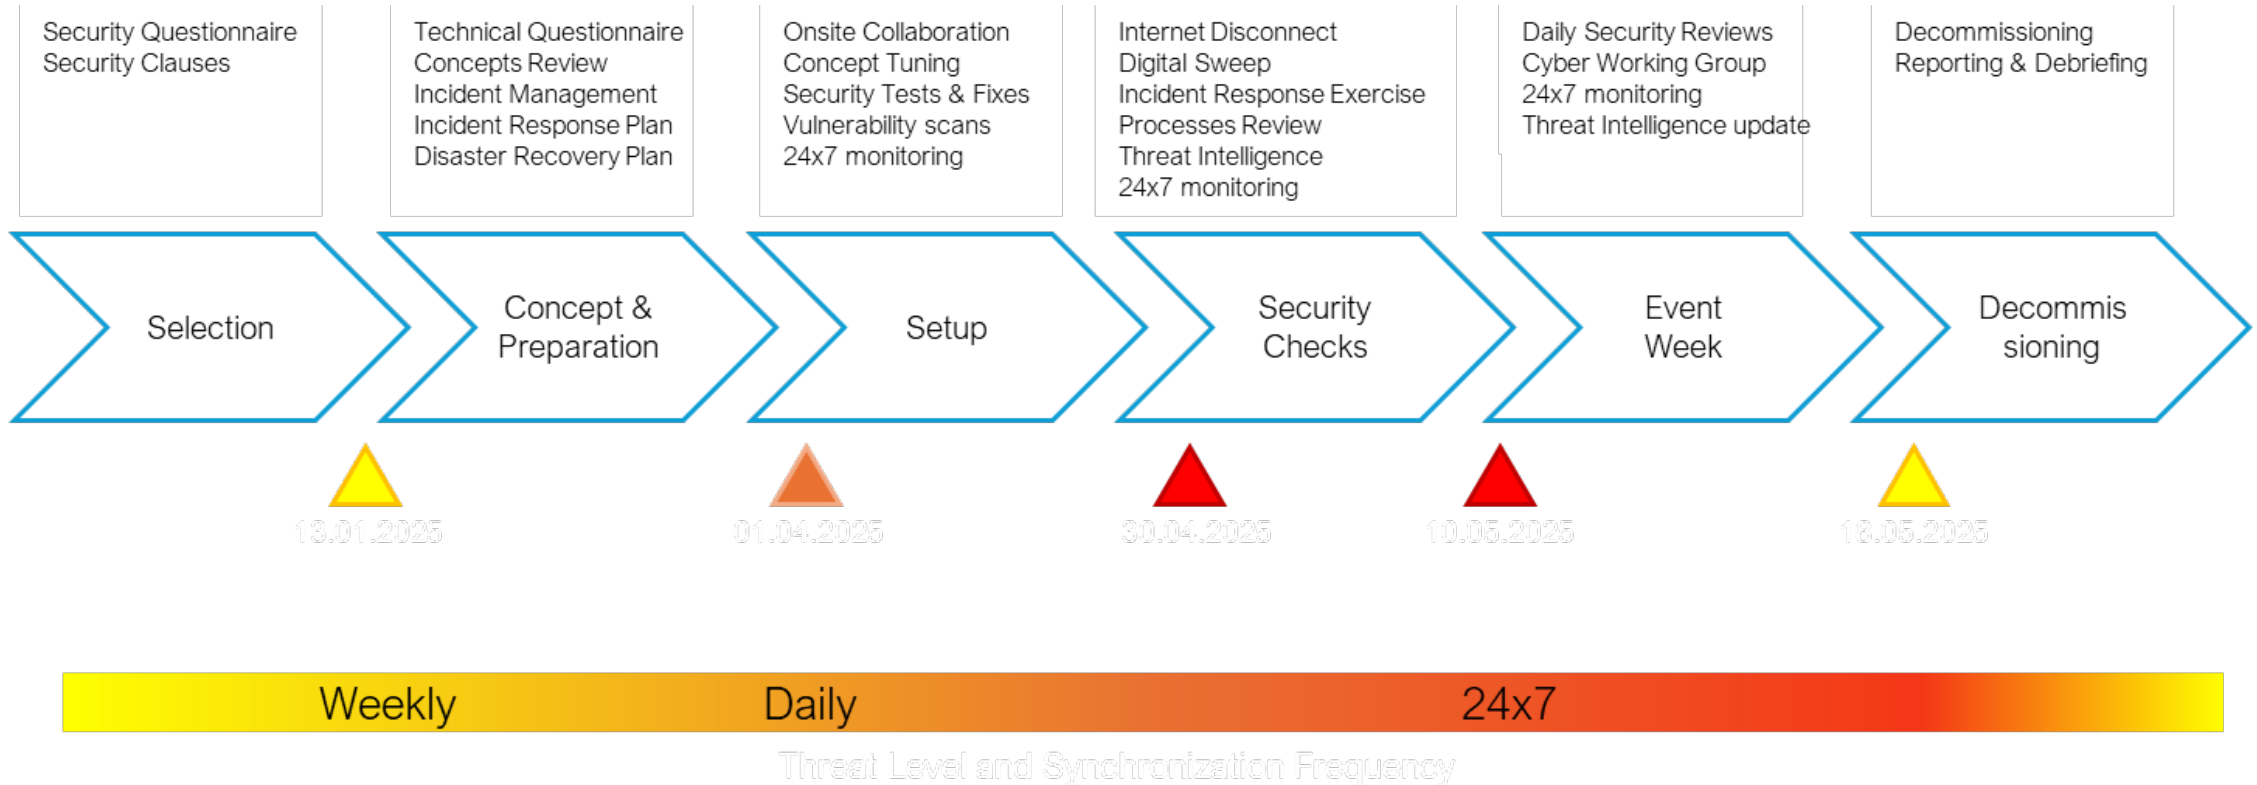 Security Questionnaire
Security Clauses
Technical Questionnaire
Concepts Review
Incident Management
Incident Response Plan
Disaster Recovery Plan
Onsite Collaboration
Concept Tuning
Security Tests & Fixes
Vulnerability scans
24x7 monitoring
Internet Disconnect
Digital Sweep
Incident Response Exercise
Processes Review
Threat Intelligence
24x7 monitoring
Daily Security Reviews
Cyber Working Group
24x7 monitoring
Threat Intelligence update
Decommissioning
Reporting & Debriefing
Selection
Concept &
Preparation
Setup
Security
Checks
Event
Week
Decommis
sioning
13.01.2025
01.04.2025
30.04.2025
10.05.2025
18.05.2025
Weekly
Daily
24x7
Threat Level and Synchronization Frequency